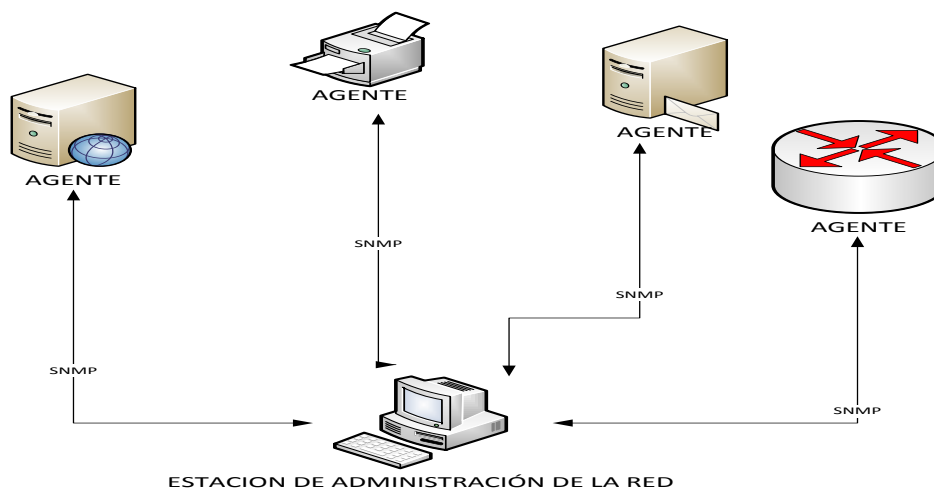 AGENTE
AGENTE
AGENTE
AGENTE
SNMP
SNMP
SNMP
SNMP
ESTACION DE ADMINISTRACIÓN DE LA RED